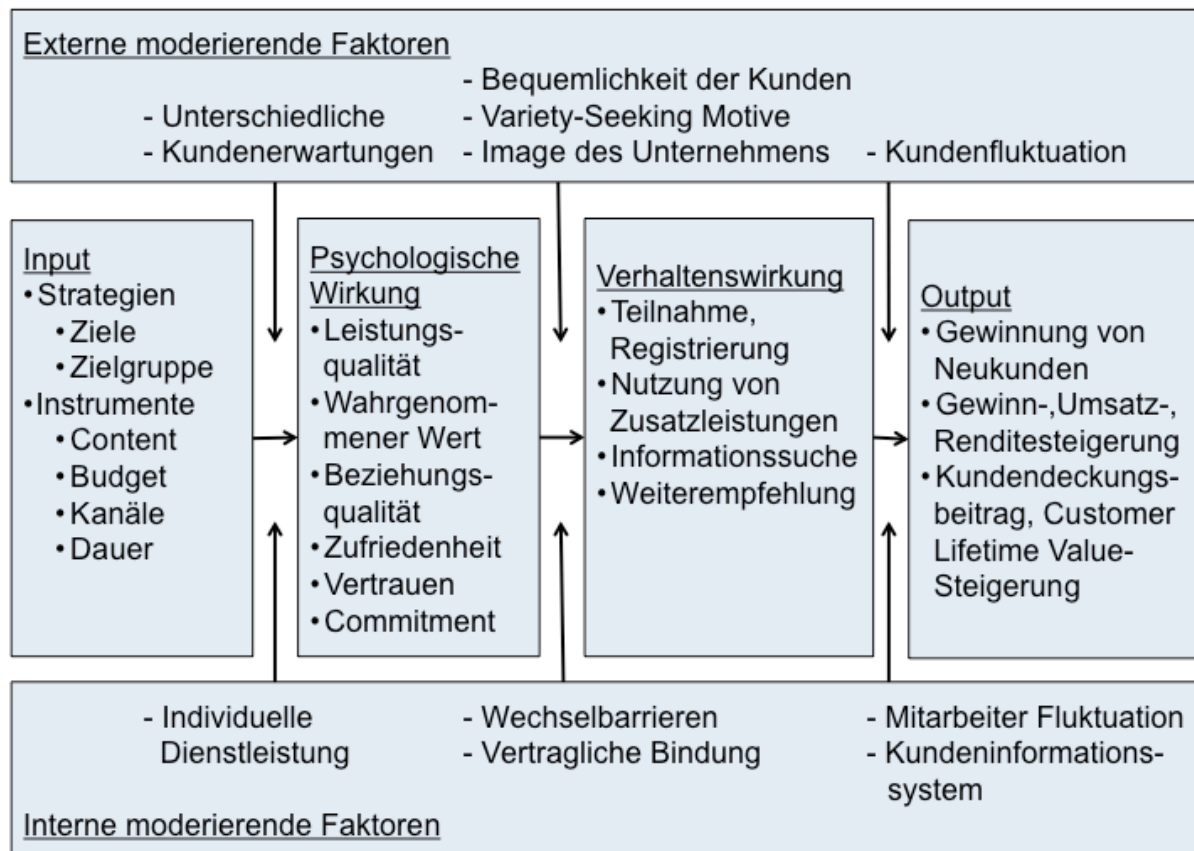 Externe moderierende Faktoren
- Unterschiedliche
- Kundenerwartungen
- Bequemlichkeit der Kunden
- Variety-Seeking Motive
- Image des Unternehmens
- Kundenfluktuation
Input
•Strategien
•Ziele
•Zielgruppe
•Instrumente
•Content
•Budget
•Kanäle
•Dauer
Psychologische
Wirkung
•Leistungs-
qualität
•Wahrgenom-
mener Wert
•Beziehungs-
qualität
•Zufriedenheit
•Vertrauen
•Commitment
Verhaltenswirkung
•Teilnahme,
Registrierung
•Nutzung von
Zusatzleistungen
•Informationssuche
•Weiterempfehlung
Output
•Gewinnung von
Neukunden
•Gewinn-,Umsatz-,
Renditesteigerung
•Kundendeckungs-
beitrag, Customer
Lifetime Value-
Steigerung
- Individuelle
Dienstleistung
- Wechselbarrieren
- Vertragliche Bindung
- Mitarbeiter Fluktuation
- Kundeninformations-
system
Interne moderierende Faktoren